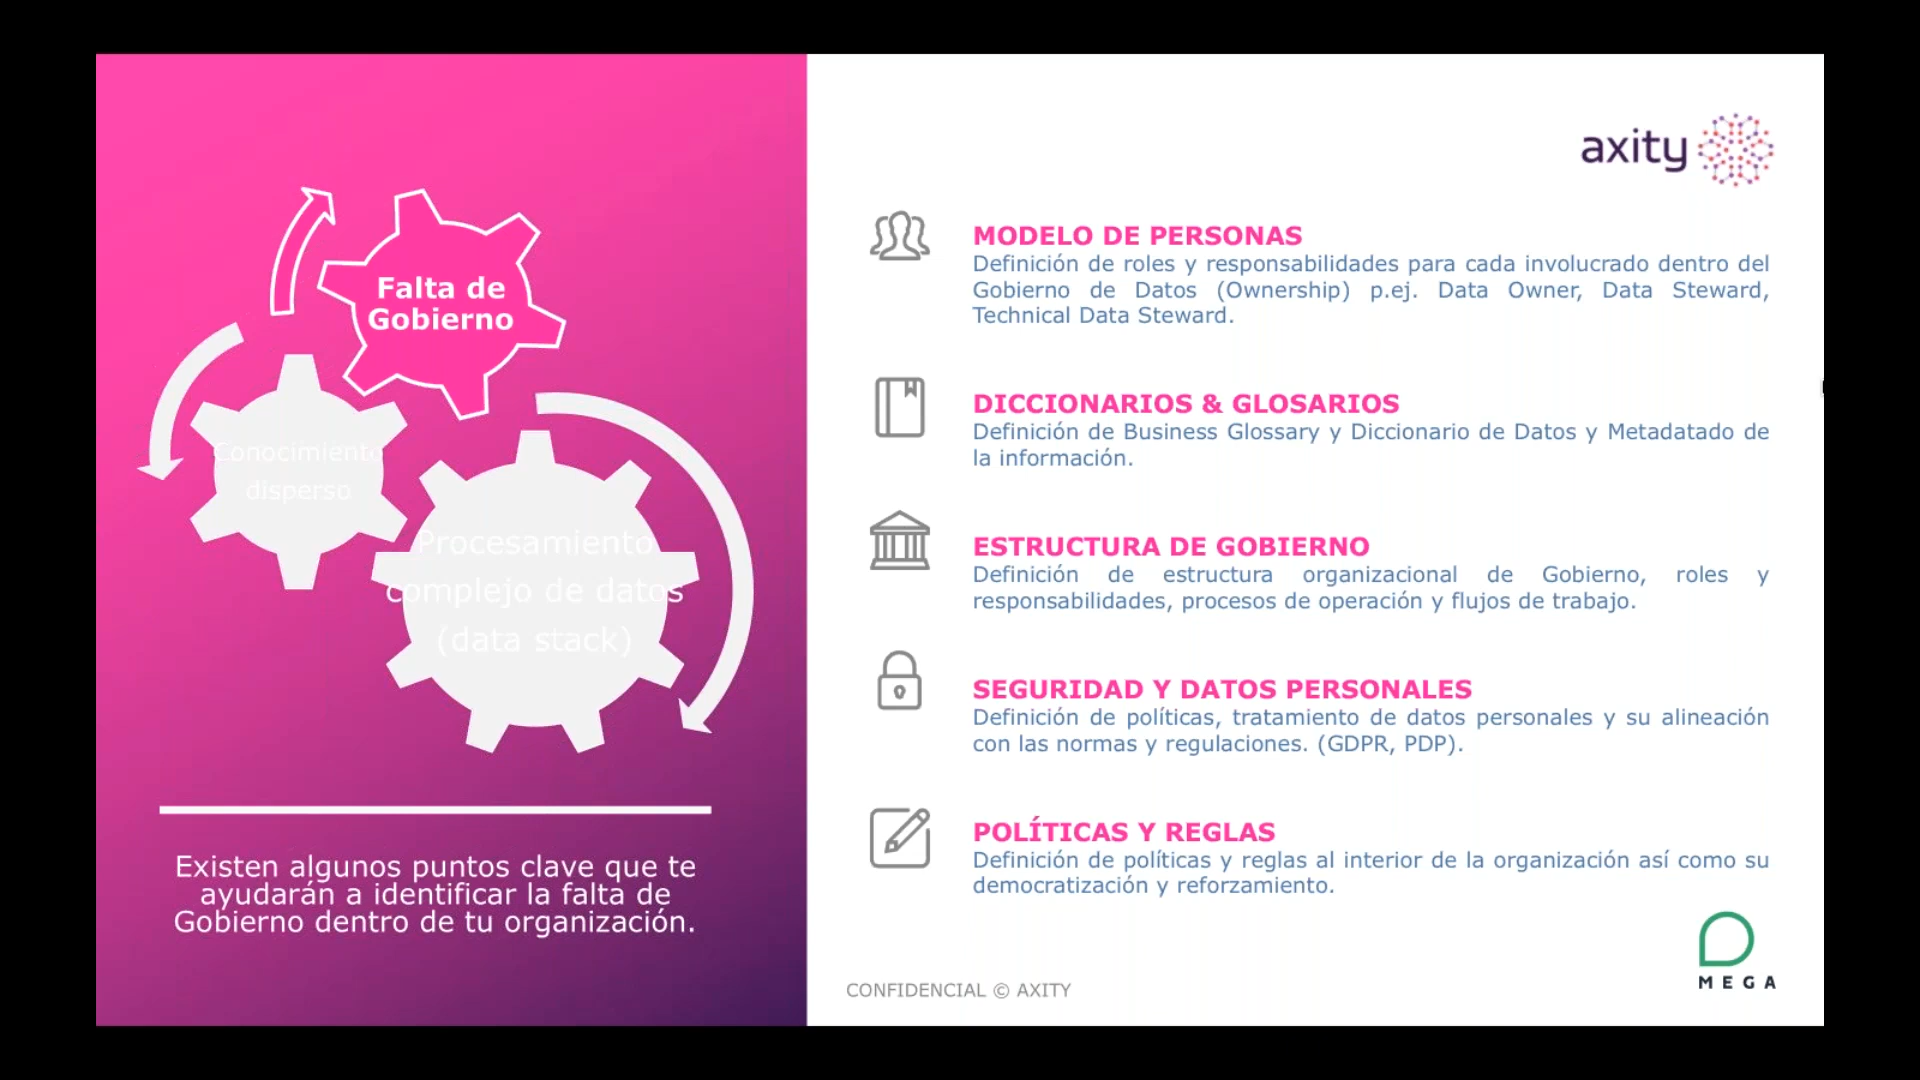 Falta de
Gobierno
Conocimiento
disperso
Procesamiento
complejo de datos
(data stack)
Existen algunos puntos clave que te
ayudarán a identificar la falta de
Gobierno dentro de tu organización.
axity
MODELO DE PERSONAS
Definición de roles y responsabilidades para cada involucrado dentro del
Gobierno de Datos (Ownership) p.ej. Data Owner, Data Steward,
Technical Data Steward.
DICCIONARIOS & GLOSARIOS
Definición de Business Glossary y Diccionario de Datos y Metadatado de
la información.
ESTRUCTURA DE GOBIERNO
Definición de estructura organizacional de Gobierno, roles y
responsabilidades, procesos de operación y flujos de trabajo.
SEGURIDAD Y DATOS PERSONALES
Definición de políticas, tratamiento de datos personales y su alineación
con las normas y regulaciones. (GDPR, PDP).
POLÍTICAS Y REGLAS
Definición de políticas y reglas al interior de la organización así como su
democratización y reforzamiento.
MEGA
CONFIDENCIAL © AXITY